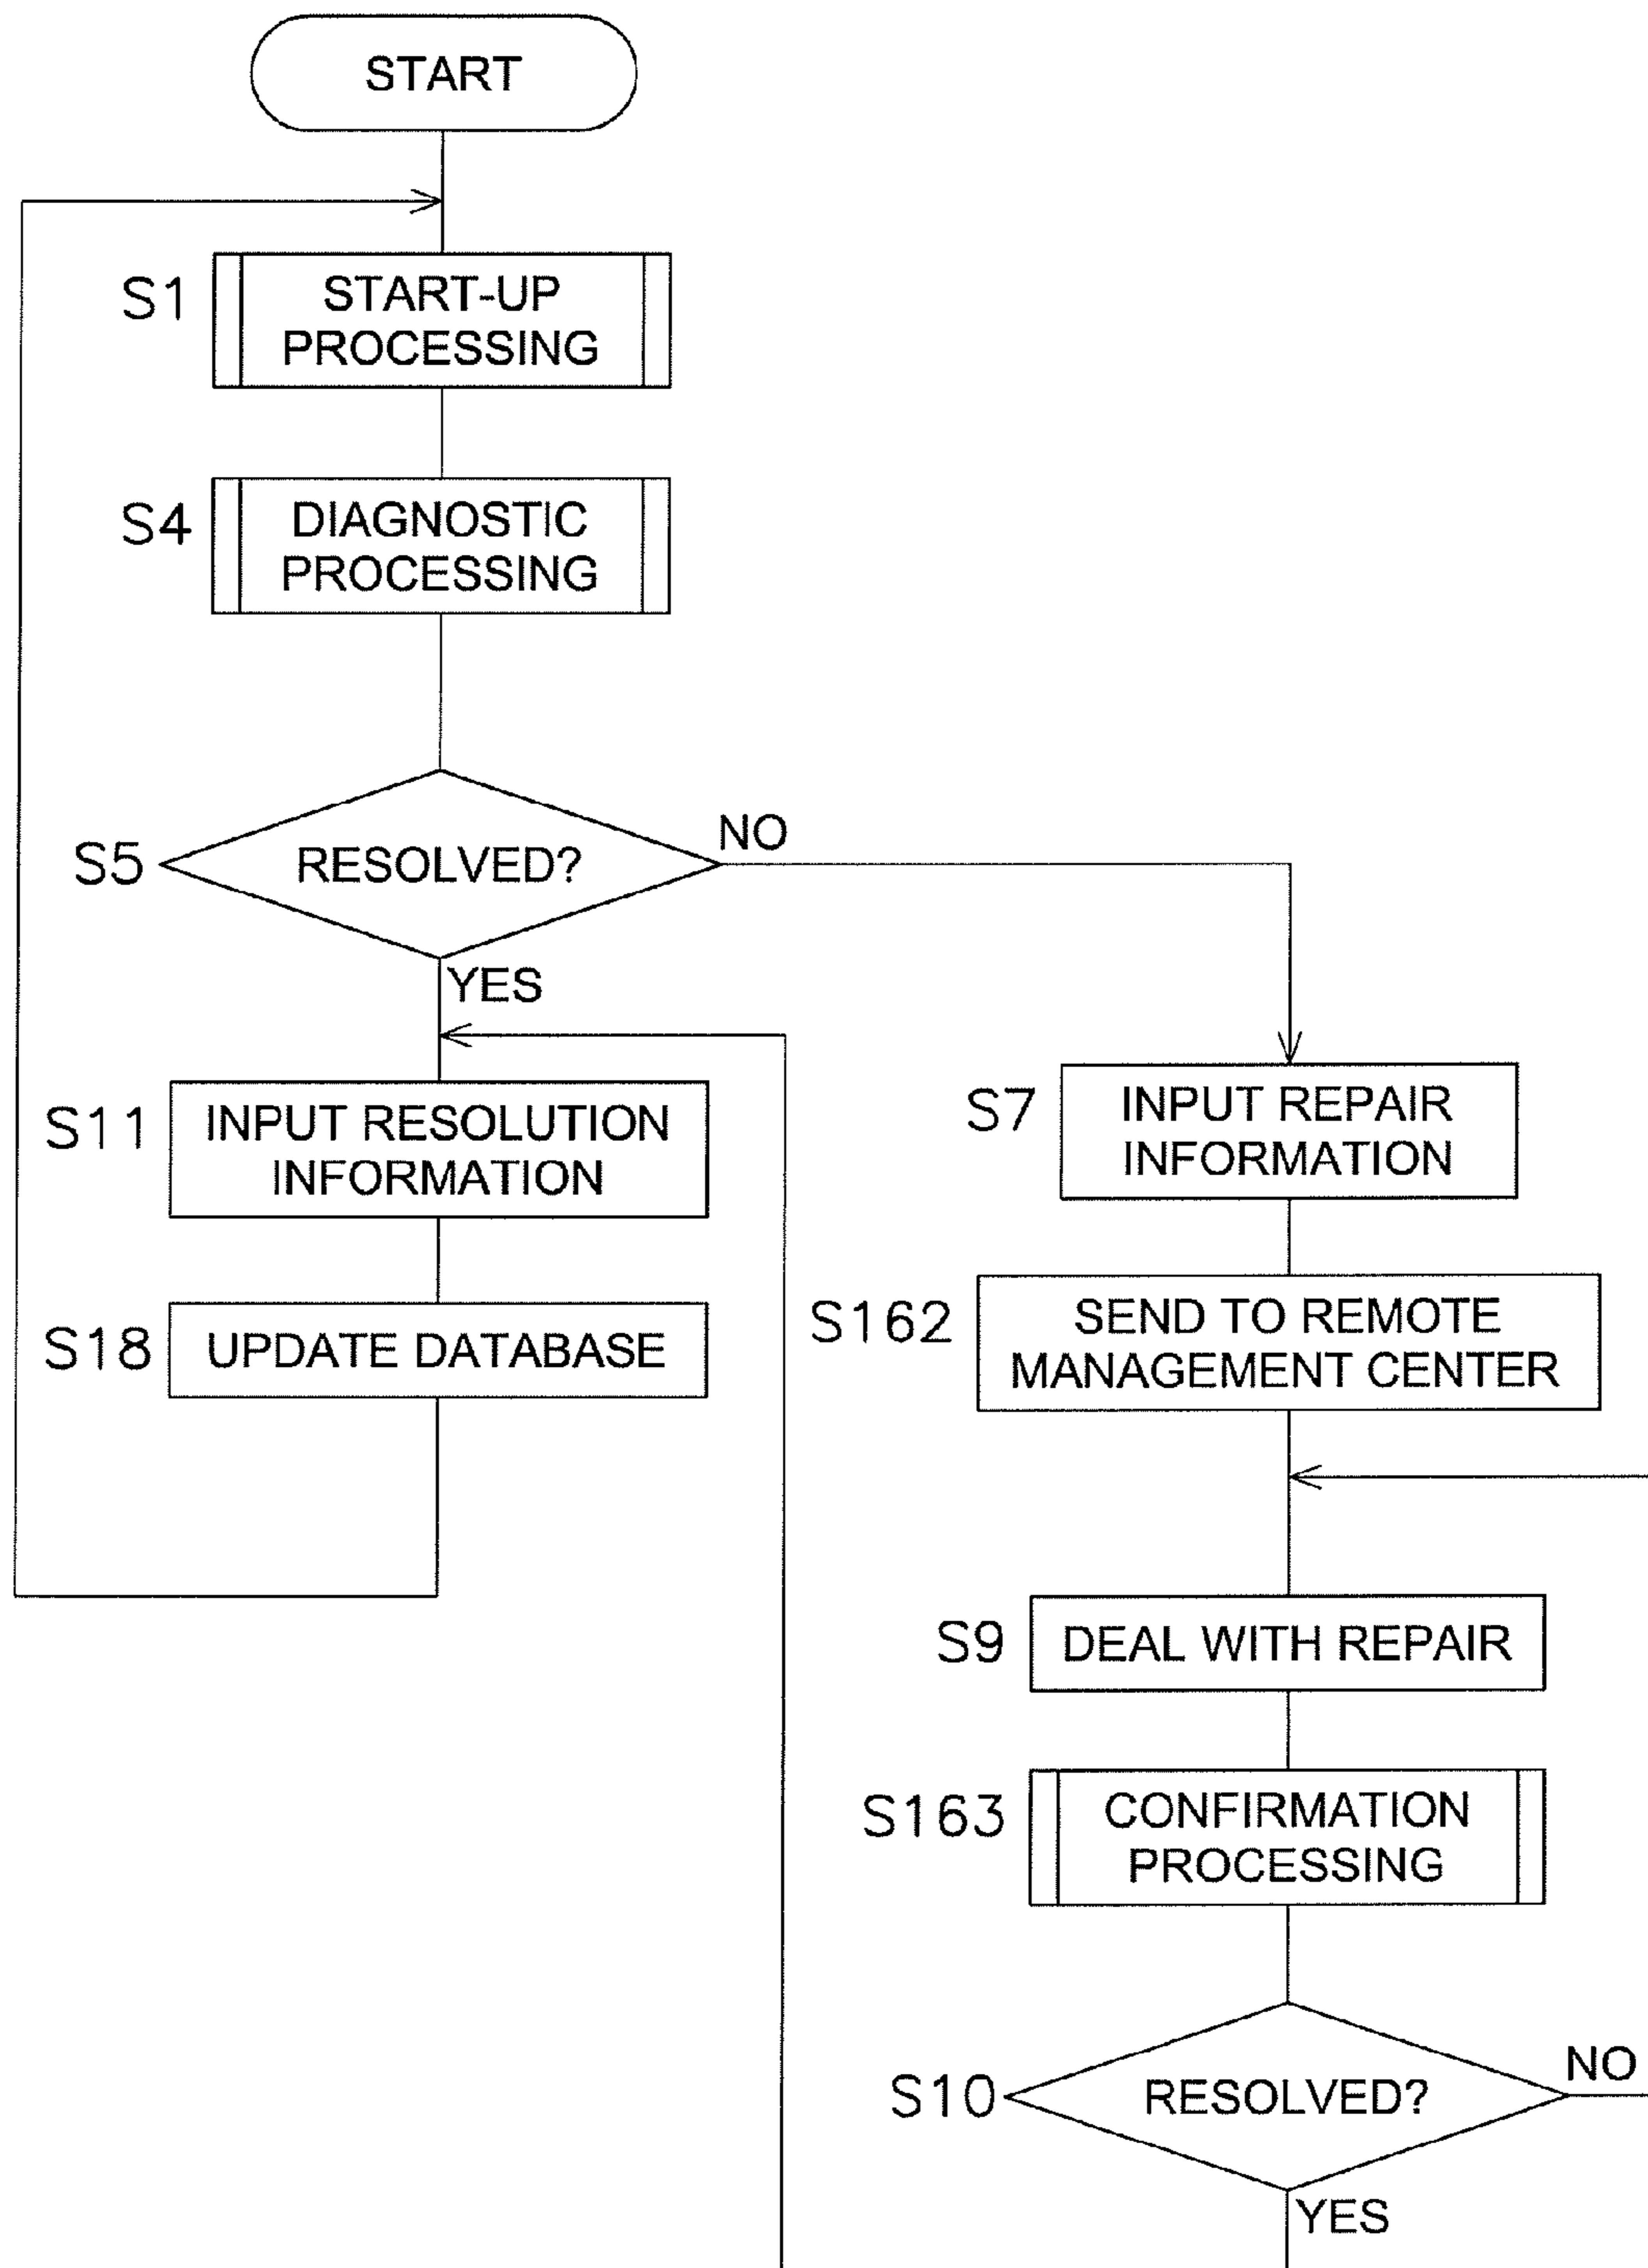 START
S1
START-UP
PROCESSING
S4
DIAGNOSTIC
PROCESSING
S5
RESOLVED?
NO
YES
S11
INPUT RESOLUTION
INFORMATION
S18
UPDATE DATABASE
S7
INPUT REPAIR
INFORMATION
S162
SEND TO REMOTE
MANAGEMENT CENTER
S9
DEAL WITH REPAIR
S163
CONFIRMATION
PROCESSING
S10
RESOLVED?
NO
YES